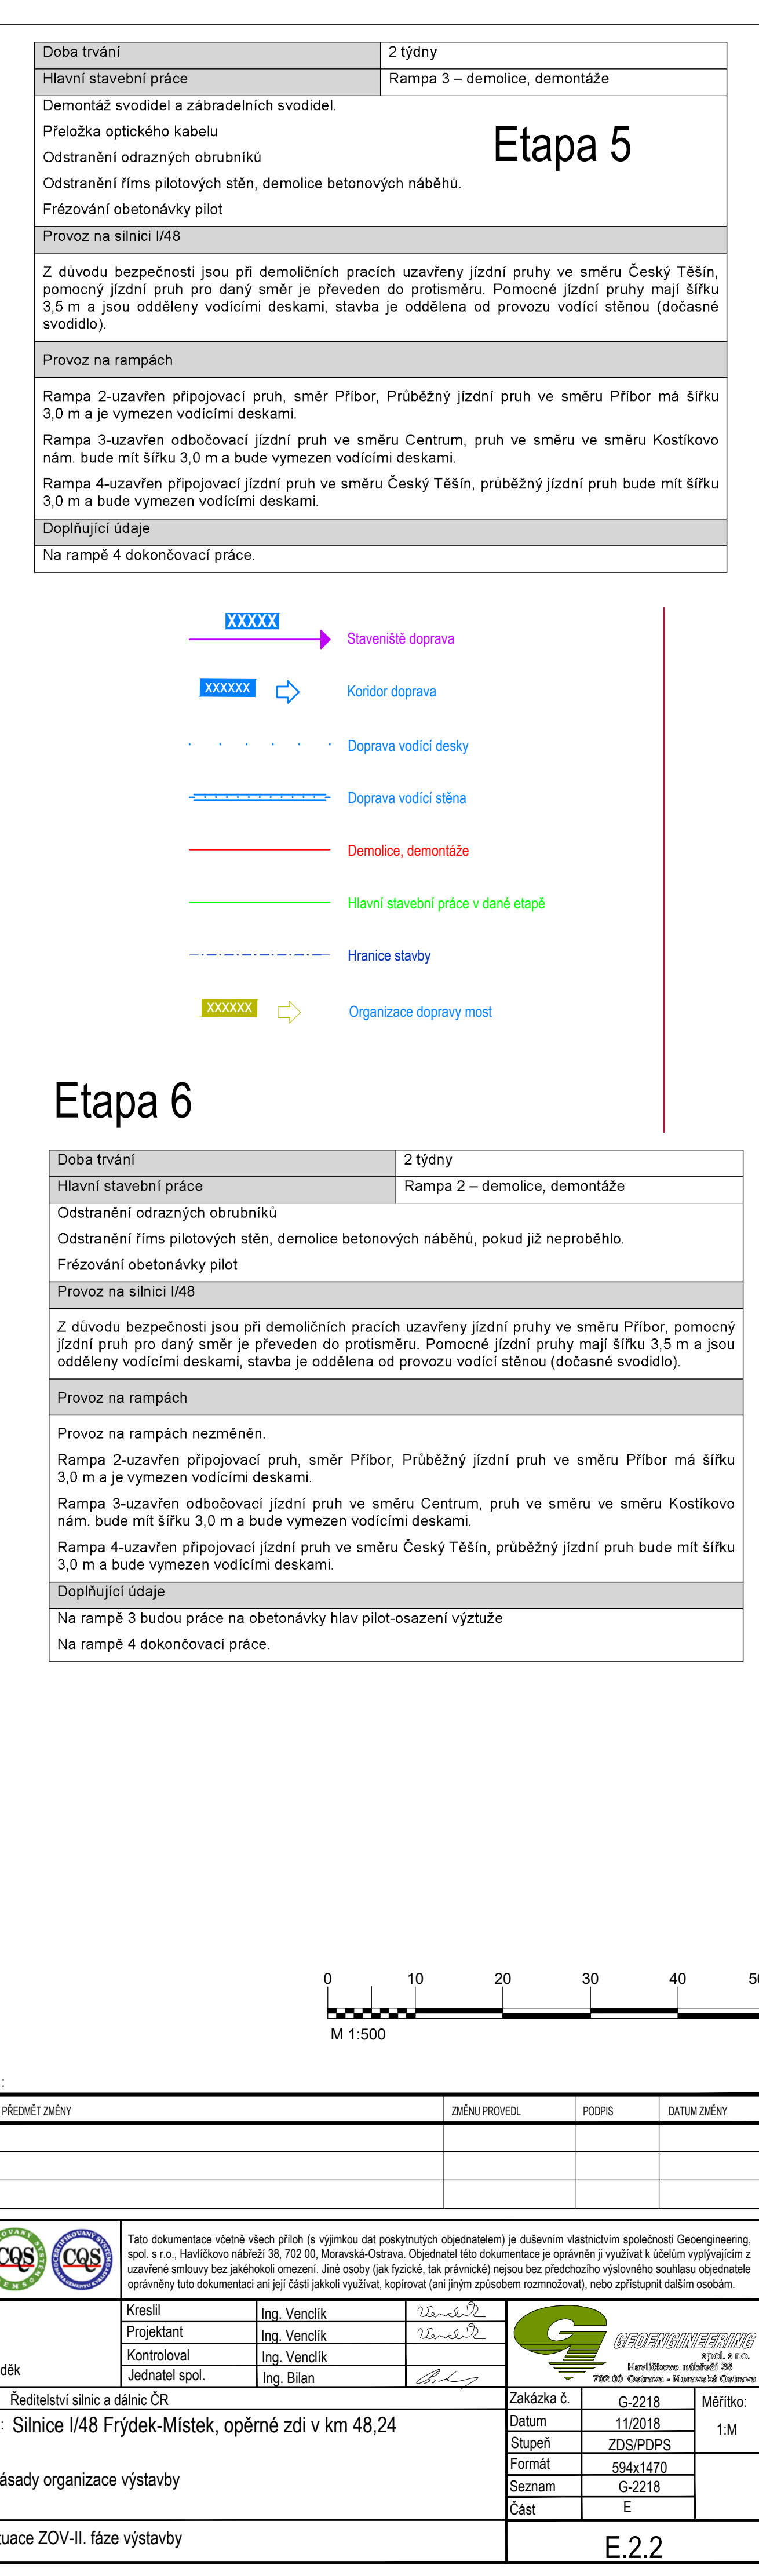 Doba trvání 2 týdny
Hlavní stavební práce Rampa 3 – demolice, demontáže
Demontáž svodidel a zábradelních svodidel.
Přeložka optického kabelu
Etapa 5
Odstranění odrazných obrubníků
Odstranění říms pilotových stěn, demolice betonových náběhů.
Frézování obetonávky pilot
Provoz na silnici I/48
Z důvodu bezpečnosti jsou při demoličních pracích uzavřeny jízdní pruhy ve směru Český Těšín,
pomocný jízdní pruh pro daný směr je převeden do protisměru. Pomocné jízdní pruhy mají šířku
3,5 m a jsou odděleny vodícími deskami, stavba je oddělena od provozu vodící stěnou (dočasné
svodidlo).
Provoz na rampách
Rampa 2-uzavřen připojovací pruh, směr Příbor, Průběžný jízdní pruh ve směru Příbor má šířku
3,0 m a je vymezen vodícími deskami.
Rampa 3-uzavřen odbočovací jízdní pruh ve směru Centrum, pruh ve směru ve směru Kostíkovo
nám. bude mít šířku 3,0 m a bude vymezen vodícími deskami.
Rampa 4-uzavřen připojovací jízdní pruh ve směru Český Těšín, průběžný jízdní pruh bude mít šířku
3,0 m a bude vymezen vodícími deskami.
Doplňující údaje
Na rampě 4 dokončovací práce.
XXXXX
Staveniště doprava
XXXXXX Koridor doprava
Doprava vodící desky
Doprava vodící stěna
Demolice, demontáže
Hlavní stavební práce v dané etapě
Hranice stavby
XXXXXX Organizace dopravy most
Etapa 6
Doba trvání 2 týdny
Hlavní stavební práce Rampa 2 – demolice, demontáže
Odstranění odrazných obrubníků
Odstranění říms pilotových stěn, demolice betonových náběhů, pokud již neproběhlo.
Frézování obetonávky pilot
Provoz na silnici I/48
Z důvodu bezpečnosti jsou při demoličních pracích uzavřeny jízdní pruhy ve směru Příbor, pomocný
jízdní pruh pro daný směr je převeden do protisměru. Pomocné jízdní pruhy mají šířku 3,5 m a jsou
odděleny vodícími deskami, stavba je oddělena od provozu vodící stěnou (dočasné svodidlo).
Provoz na rampách
Provoz na rampách nezměněn.
Rampa 2-uzavřen připojovací pruh, směr Příbor, Průběžný jízdní pruh ve směru Příbor má šířku
3,0 m a je vymezen vodícími deskami.
Rampa 3-uzavřen odbočovací jízdní pruh ve směru Centrum, pruh ve směru ve směru Kostíkovo
nám. bude mít šířku 3,0 m a bude vymezen vodícími deskami.
Rampa 4-uzavřen připojovací jízdní pruh ve směru Český Těšín, průběžný jízdní pruh bude mít šířku
3,0 m a bude vymezen vodícími deskami.
Doplňující údaje
Na rampě 3 budou práce na obetonávky hlav pilot-osazení výztuže
Na rampě 4 dokončovací práce.
0 10 20 30 40 50
M 1:500
:
PŘEDMĚT ZMĚNY ZMĚNU PROVEDL PODPIS DATUM ZMĚNY
CQS CQS
Tato dokumentace včetně všech příloh (s výjimkou dat poskytnutých objednatelem) je duševním vlastnictvím společnosti Geoengineering,
spol. s r.o., Havlíčkovo nábřeží 38, 702 00, Moravská-Ostrava. Objednatel této dokumentace je oprávněn ji využívat k účelům vyplývajícím z
uzavřené smlouvy bez jakéhokoli omezení. Jiné osoby (jak fyzické, tak právnické) nejsou bez předchozího výslovného souhlasu objednatele
oprávněny tuto dokumentaci ani její části jakkoli využívat, kopírovat (ani jiným způsobem rozmnožovat), nebo zpřístupnit dalším osobám.
Kreslil Ing. Venclík
Projektant Ing. Venclík
Kontroloval Ing. Venclík
Jednatel spol. Ing. Bilan
děk
GEOENGINEERING
spol. s r.o.
Havlíčkovo nábřeží 38
702 00 Ostrava - Moravská Ostrava
Ředitelství silnic a dálnic ČR
: Silnice I/48 Frýdek-Místek, opěrné zdi v km 48,24
ásady organizace výstavby
tuace ZOV-II. fáze výstavby
Zakázka č. G-2218 Měřítko:
Datum 11/2018 1:M
Stupeň ZDS/PDPS
Formát 594x1470
Seznam G-2218
Část E
E.2.2